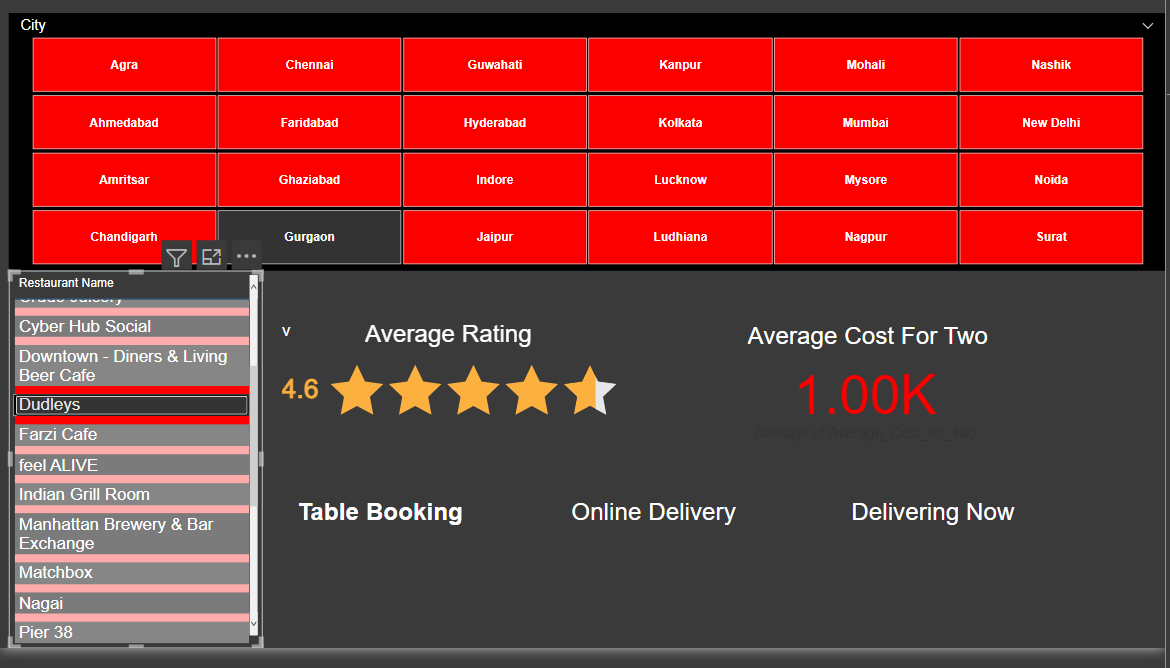 City
Agra Chennai Guwahati Kanpur Mohali Nashik
Ahmedabad Faridabad Hyderabad Kolkata Mumbai New Delhi
Amritsar Ghaziabad Indore Lucknow Mysore Noida
Chandigarh Gurgaon Jaipur Ludhiana Nagpur Surat
Restaurant Name
Cyber Hub Social
Downtown - Diners & Living
Beer Cafe
Dudleys
Farzi Cafe
feel ALIVE
Indian Grill Room
Manhattan Brewery & Bar
Exchange
Matchbox
Nagai
Pier 38
v
Average Rating
4.6
Average Cost For Two
1.00K
Average of Average_Cost_for_two
Table Booking Online Delivery Delivering Now